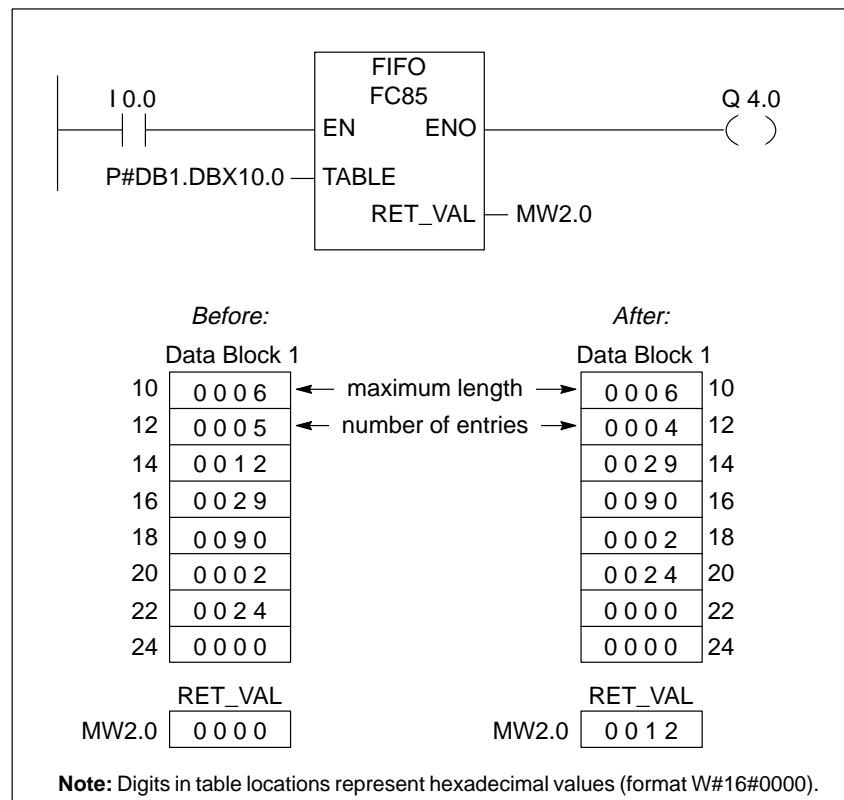 FIFO
FC85
I 0.0
Q 4.0
EN ENO
P#DB1.DBX10.0 TABLE
RET_VAL MW2.0
Before: After:
Data Block 1 Data Block 1
10 0 0 0 6 maximum length 0 0 0 6 10
12 0 0 0 5 number of entries 0 0 0 4 12
14 0 0 1 2 0 0 2 9 14
16 0 0 2 9 0 0 9 0 16
18 0 0 9 0 0 0 0 2 18
20 0 0 0 2 0 0 2 4 20
22 0 0 2 4 0 0 0 0 22
24 0 0 0 0 0 0 0 0 24
RET_VAL RET_VAL
MW2.0 0 0 0 0 MW2.0 0 0 1 2
Note: Digits in table locations represent hexadecimal values (format W#16#0000).